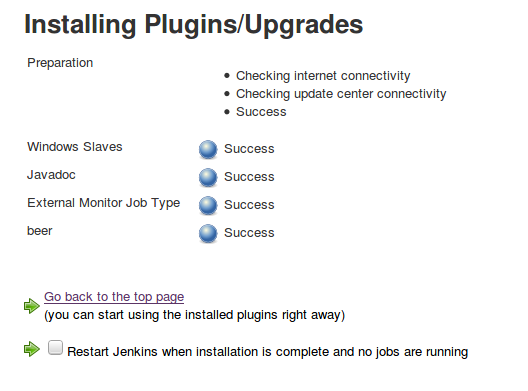 Installing Plugins/Upgrades
Preparation
Checking internet connectivity
Checking update center connectivity
Success
Windows Slaves Success
Javadoc Success
External Monitor Job Type Success
beer Success
Go back to the top page
(you can start using the installed plugins right away)
Restart Jenkins when installation is complete and no jobs are running